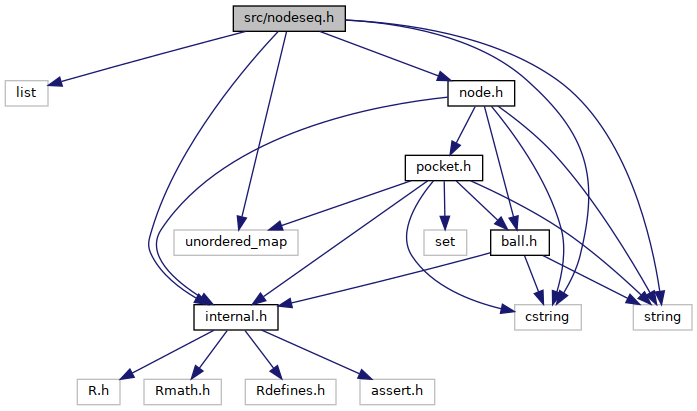 src/nodeseq.h
list
node.h
pocket.h
unordered_map
set
ball.h
internal.h
cstring
string
R.h
Rmath.h
Rdefines.h
assert.h